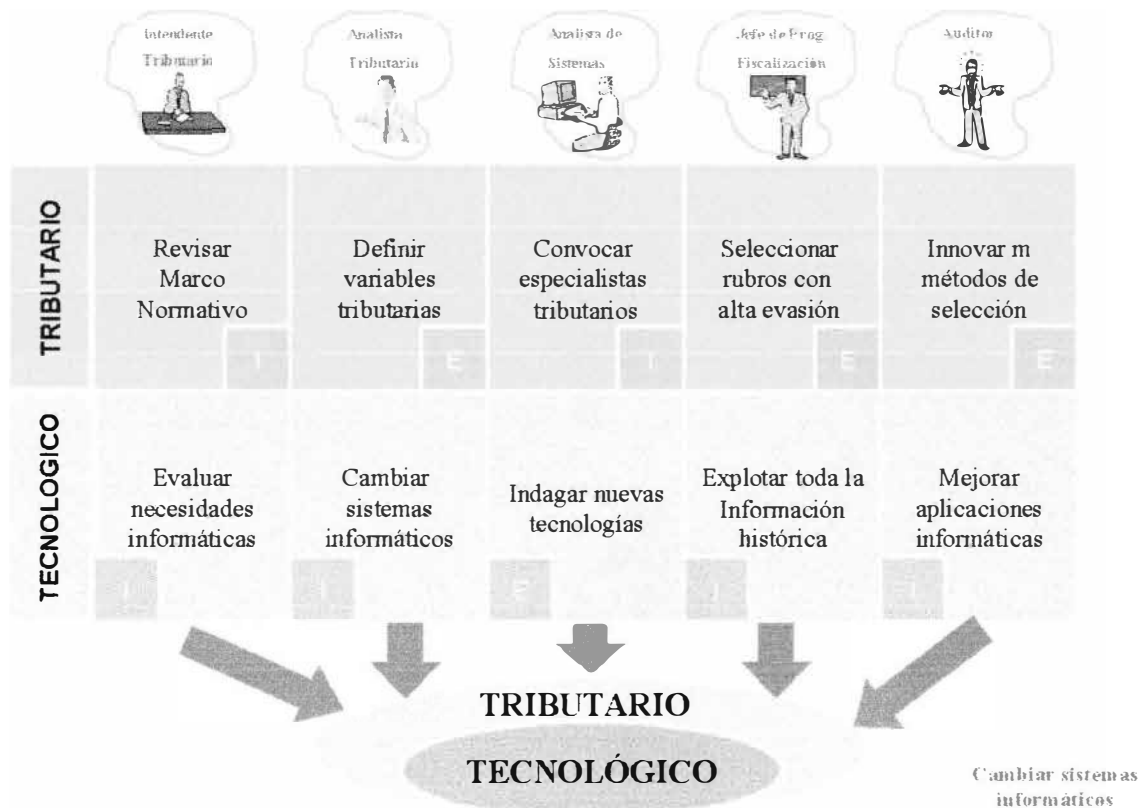 Intendente
Tributario
Analista
Tributario
Analista de
Sistemas
Jefe de Prog
Fiscalización
Auditor
TRIBUTARIO
Revisar
Marco
Normativo
I
Definir
variables
tributarias
E
Convocar
especialistas
tributarios
I
Seleccionar
rubros con
alta evasión
E
Innovar m
métodos de
selección
E
TECNOLOGICO
Evaluar
necesidades
informáticas
I
Cambiar
sistemas
informáticos
I
Indagar nuevas
tecnologías
E
Explotar toda la
Información
histórica
I
Mejorar
aplicaciones
informáticas
I
TRIBUTARIO
TECNOLÓGICO
Cambiar sistemas
informáticos